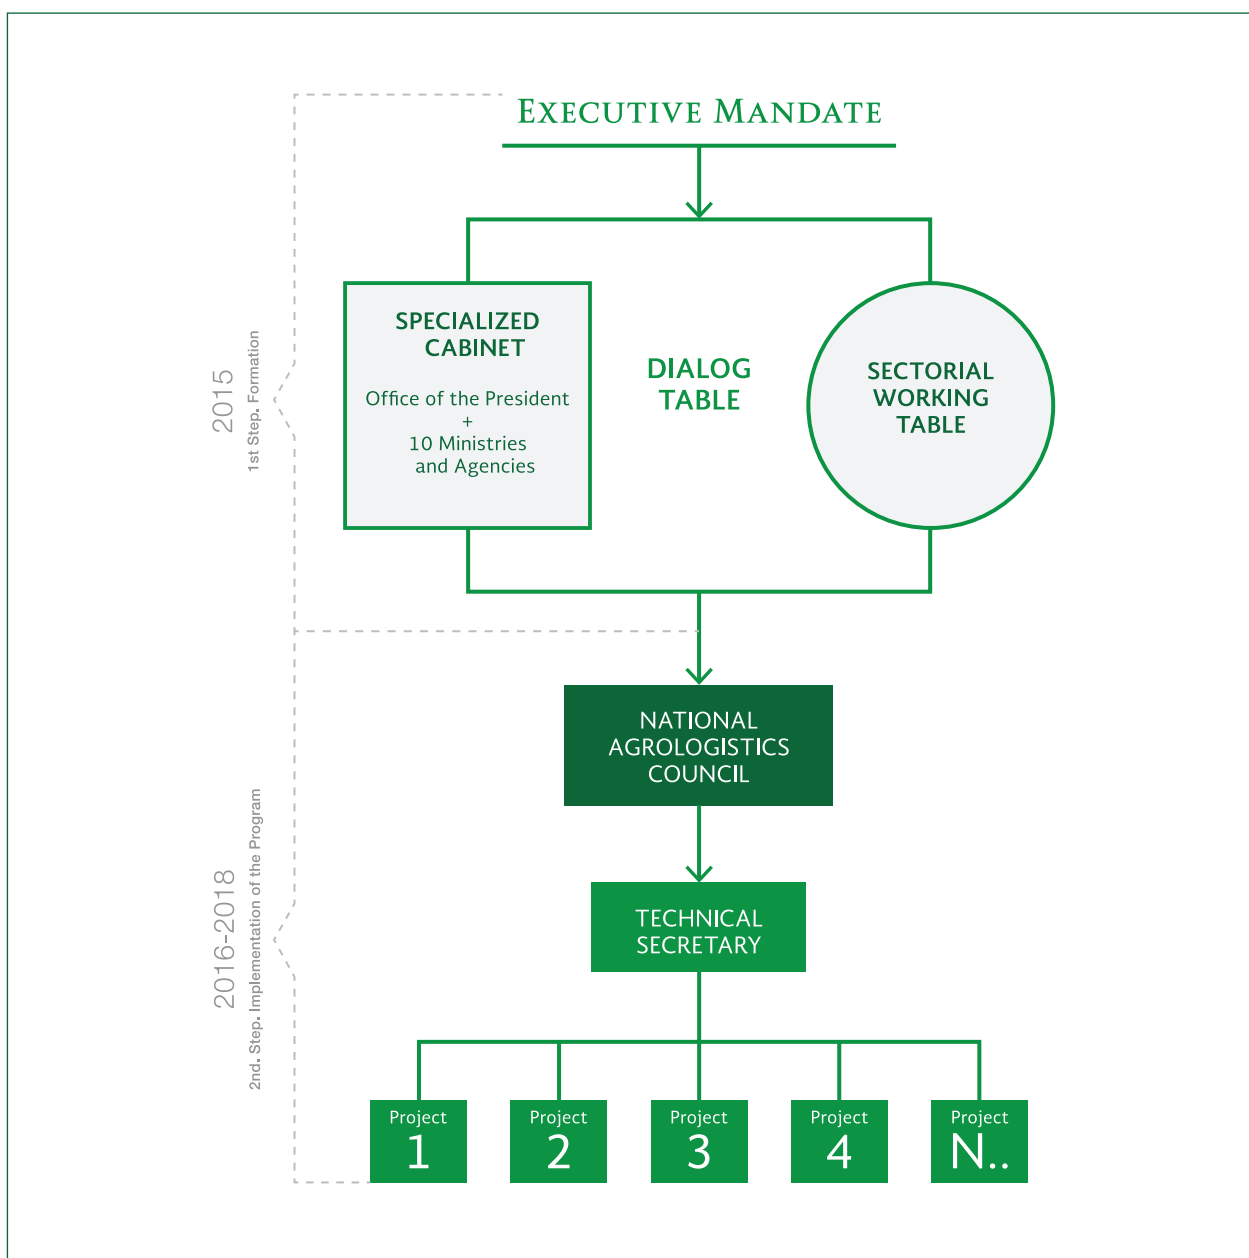 EXECUTIVE MANDATE
2015
1st Step. Formation
SPECIALIZED
CABINET
Office of the President
+
10 Ministries
and Agencies
DIALOG
TABLE
SECTORIAL
WORKING
TABLE
2016-2018
2nd. Step. Implementation of the Program
NATIONAL
AGROLOGISTICS
COUNCIL
TECHNICAL
SECRETARY
Project
1
Project
2
Project
3
Project
4
Project
N..